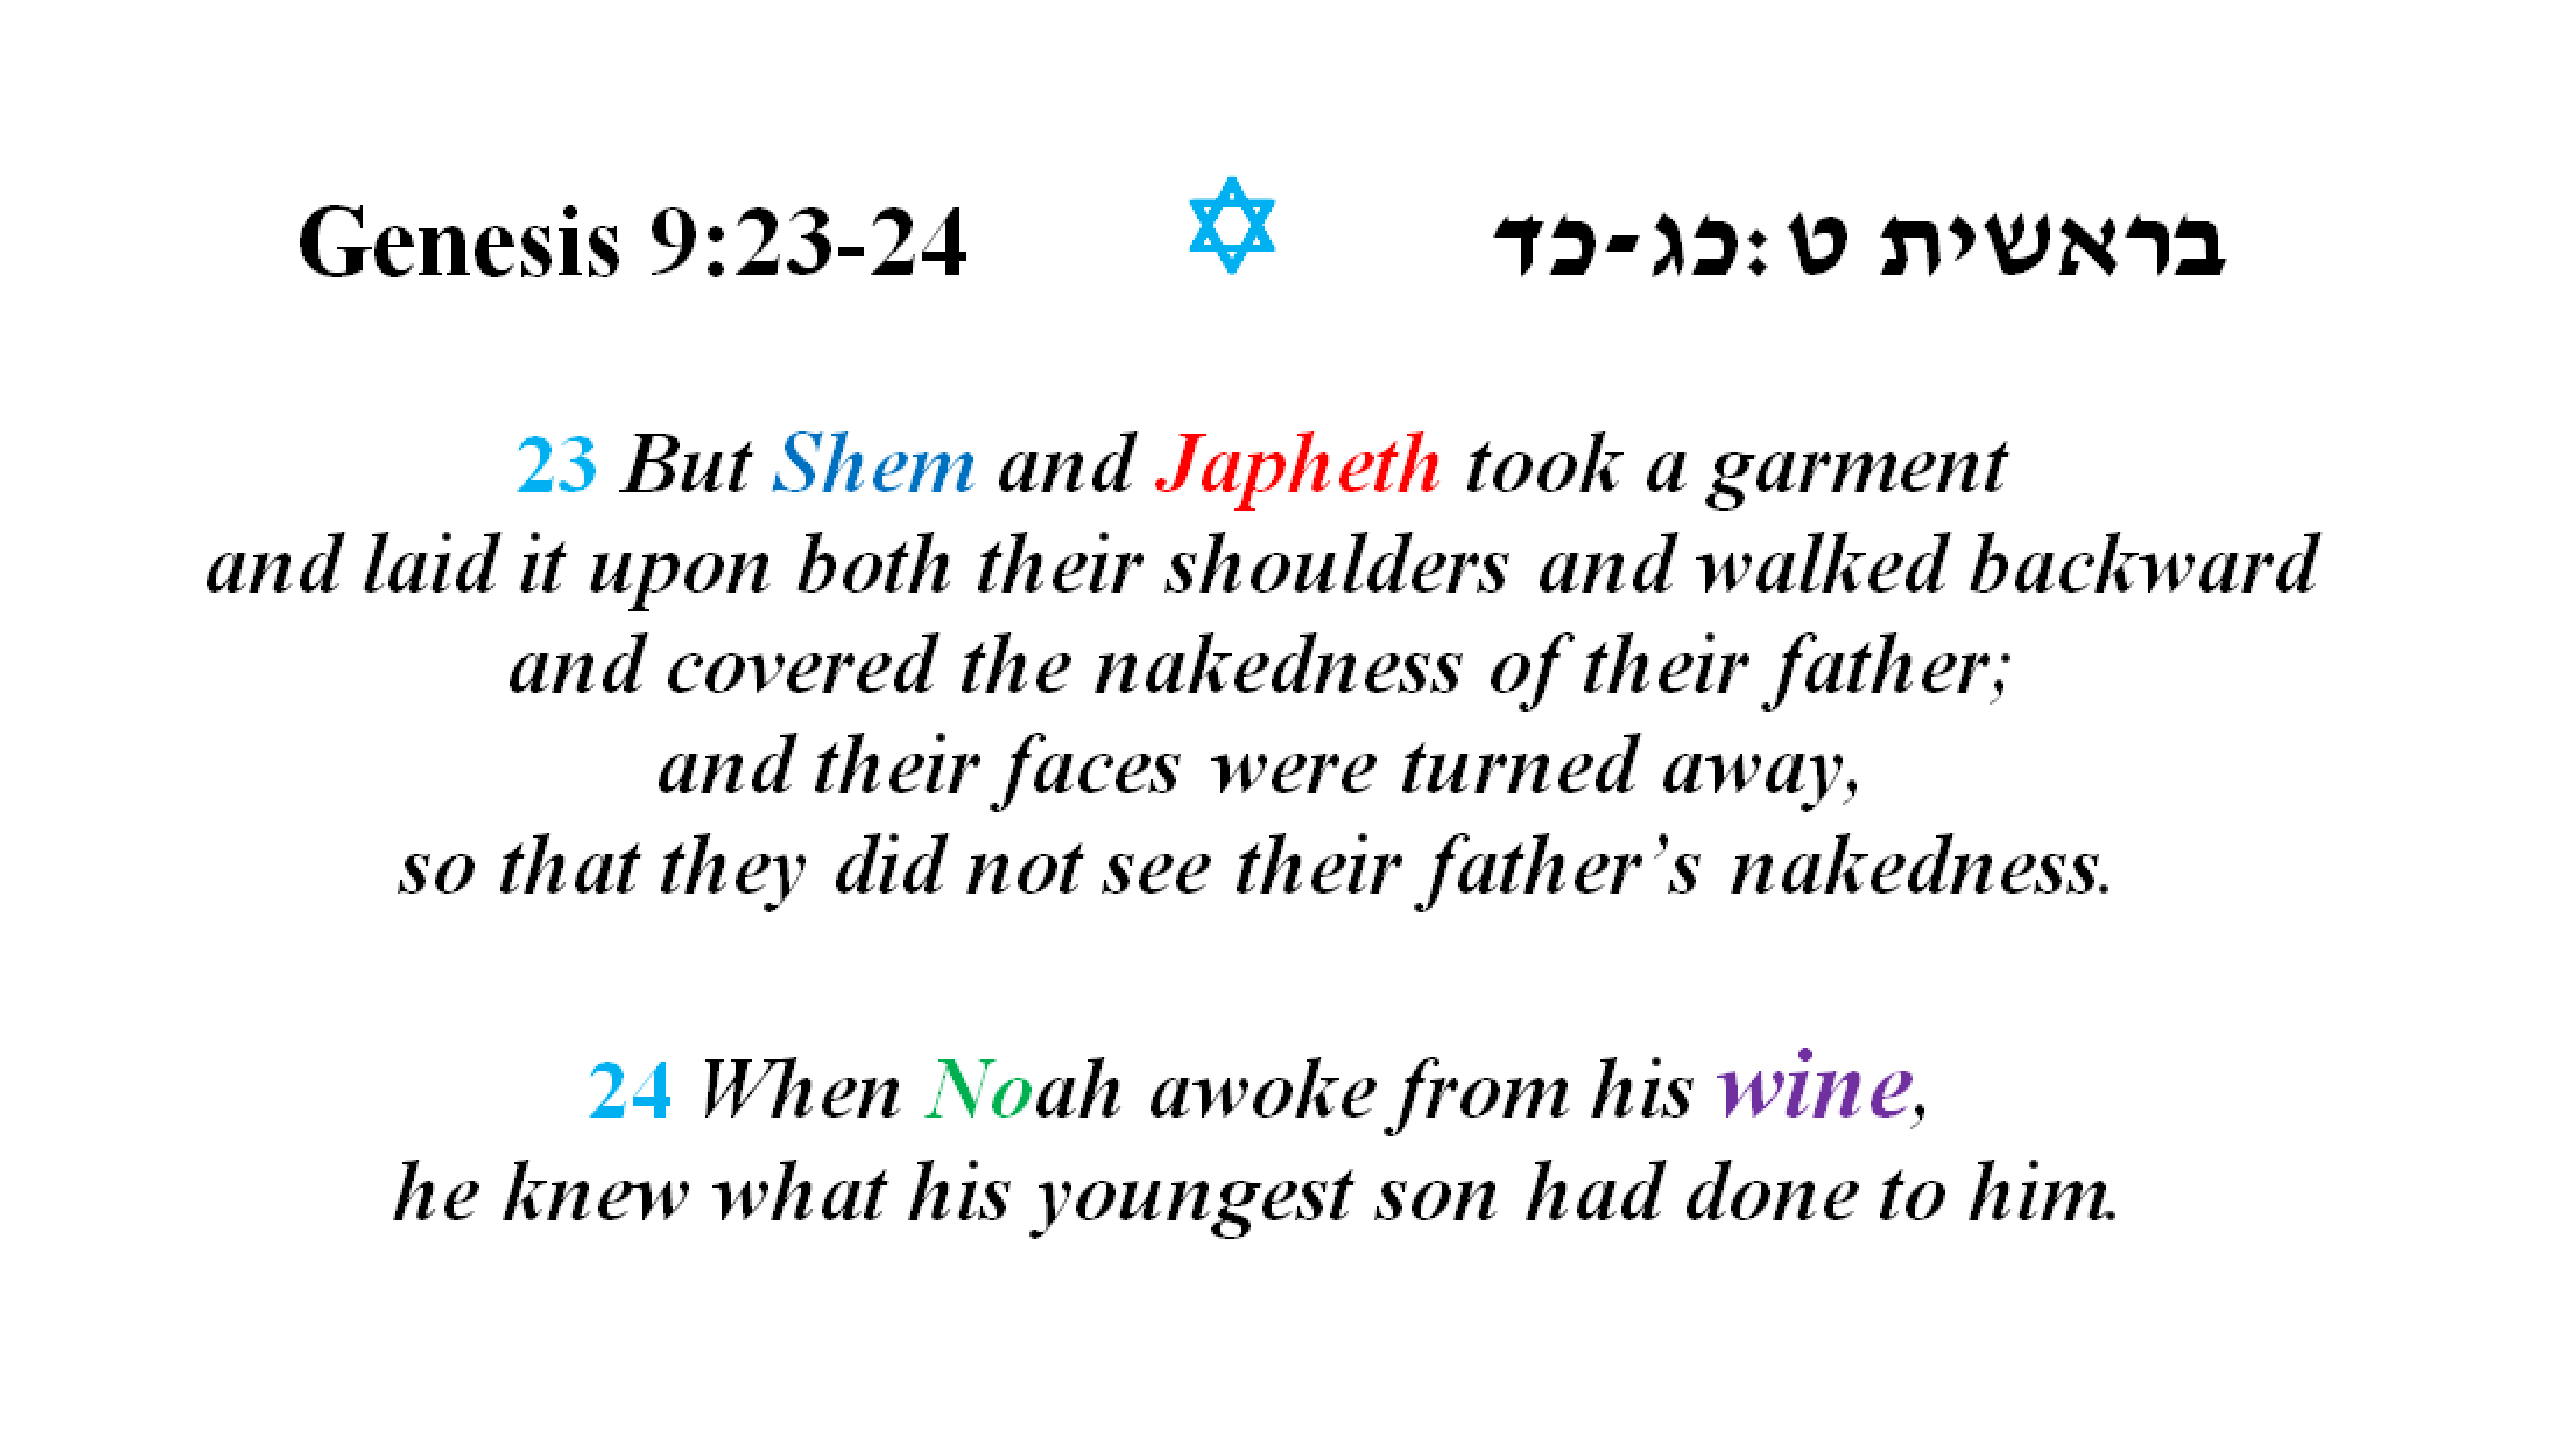 Genesis 9:23-24 ✡ בראשית ט:כג-כד
23 But Shem and Japheth took a garment
and laid it upon both their shoulders and walked backward
and covered the nakedness of their father;
and their faces were turned away,
so that they did not see their father’s nakedness.
24 When Noah awoke from his wine,
he knew what his youngest son had done to him.